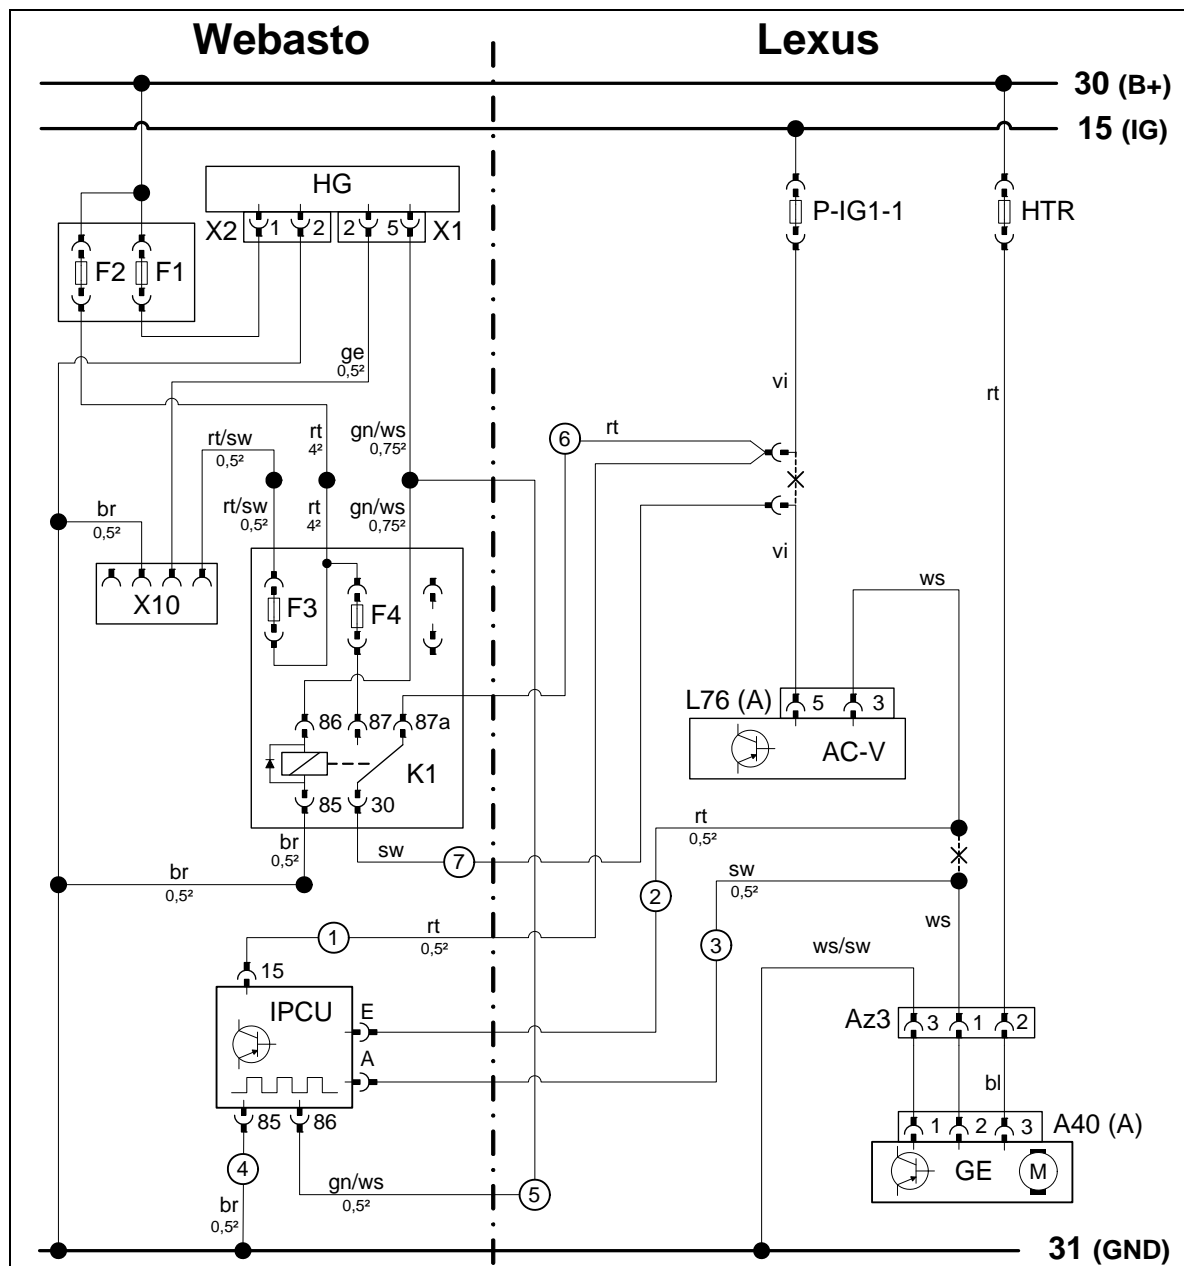 Webasto
Lexus
30 (B+)
15 (IG)
HG
X2
1
2
2
5
X1
P-IG1-1
HTR
F2
F1
ge
0,5²
vi
rt
rt/sw
0,5²
rt
4²
gn/ws
0,75²
6
rt
rt/sw
0,5²
rt
4²
gn/ws
0,75²
br
0,5²
vi
X10
F3
F4
ws
L76 (A)
5
3
86
87
87a
AC-V
K1
85
30
br
0,5²
sw
7
rt
0,5²
br
0,5²
2
sw
0,5²
ws
1
rt
0,5²
3
ws/sw
15
IPCU
E
A
Az3
3
1
2
bl
85
86
1
2
3
A40 (A)
4
GE
M
gn/ws
0,5²
5
br
0,5²
31 (GND)